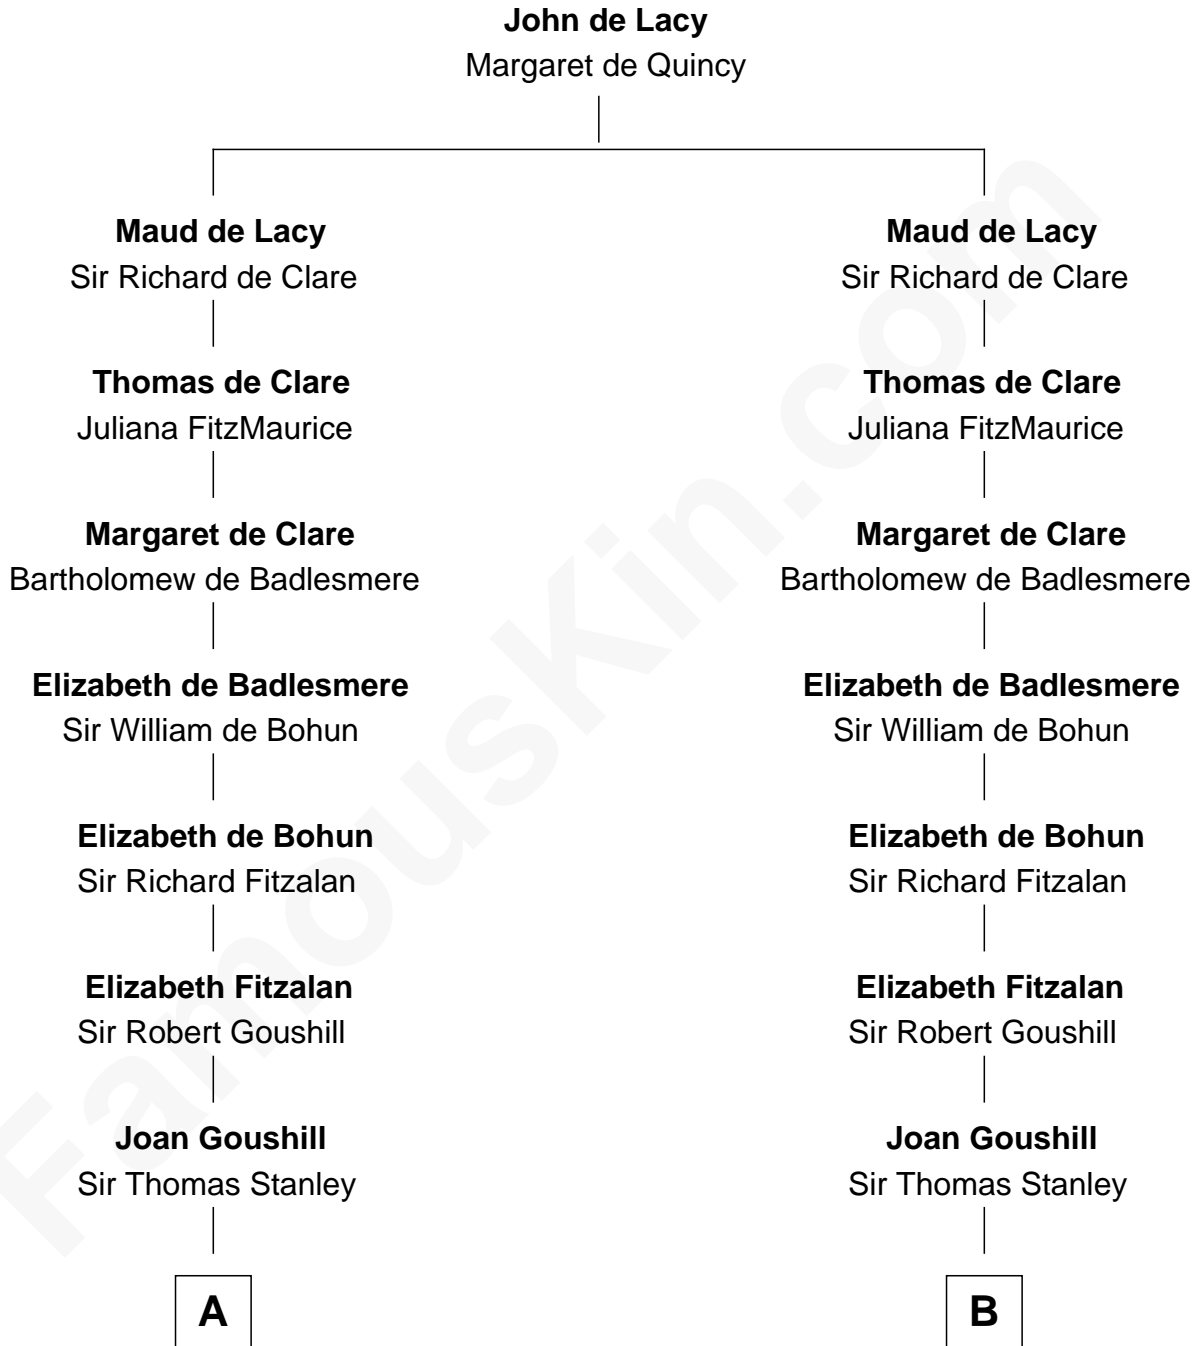 John de Lacy
Margaret de Quincy
Maud de Lacy
Sir Richard de Clare
Thomas de Clare
Juliana FitzMaurice
Margaret de Clare
Bartholomew de Badlesmere
Elizabeth de Badlesmere
Sir William de Bohun
Elizabeth de Bohun
Sir Richard Fitzalan
Elizabeth Fitzalan
Sir Robert Goushill
Joan Goushill
Sir Thomas Stanley
A
Maud de Lacy
Sir Richard de Clare
Thomas de Clare
Juliana FitzMaurice
Margaret de Clare
Bartholomew de Badlesmere
Elizabeth de Badlesmere
Sir William de Bohun
Elizabeth de Bohun
Sir Richard Fitzalan
Elizabeth Fitzalan
Sir Robert Goushill
Joan Goushill
Sir Thomas Stanley
B
FamousKin.com